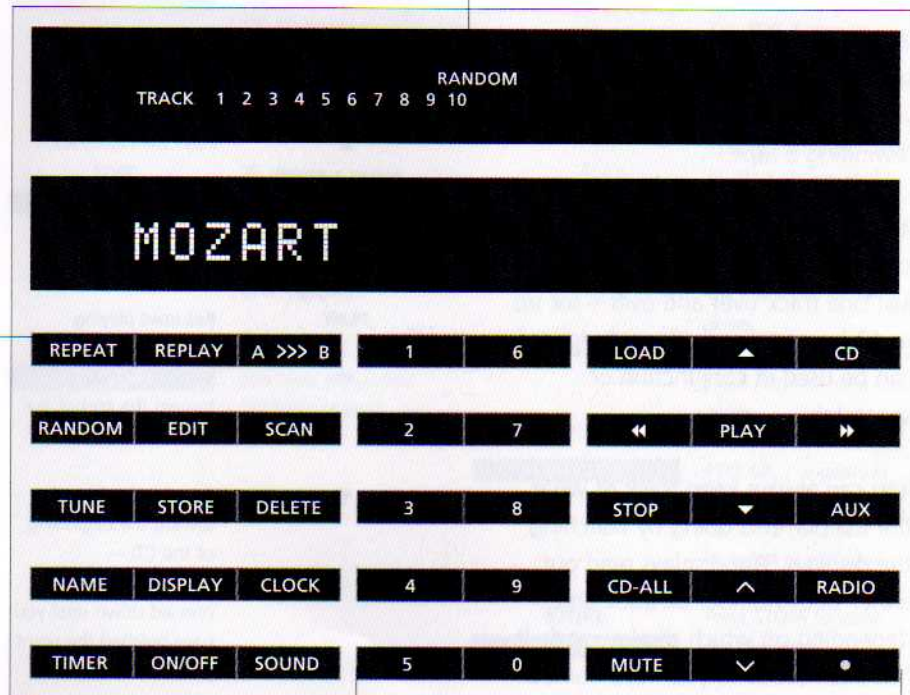 RANDOM
TRACK 1 2 3 4 5 6 7 8 9 10
MOZART
REPEAT REPLAY A >>> B 1 6 LOAD ▲ CD
RANDOM EDIT SCAN 2 7 ◀◀ PLAY ▶▶
TUNE STORE DELETE 3 8 STOP ▼ AUX
NAME DISPLAY CLOCK 4 9 CD-ALL ∧ RADIO
TIMER ON/OFF SOUND 5 0 MUTE ∨ •